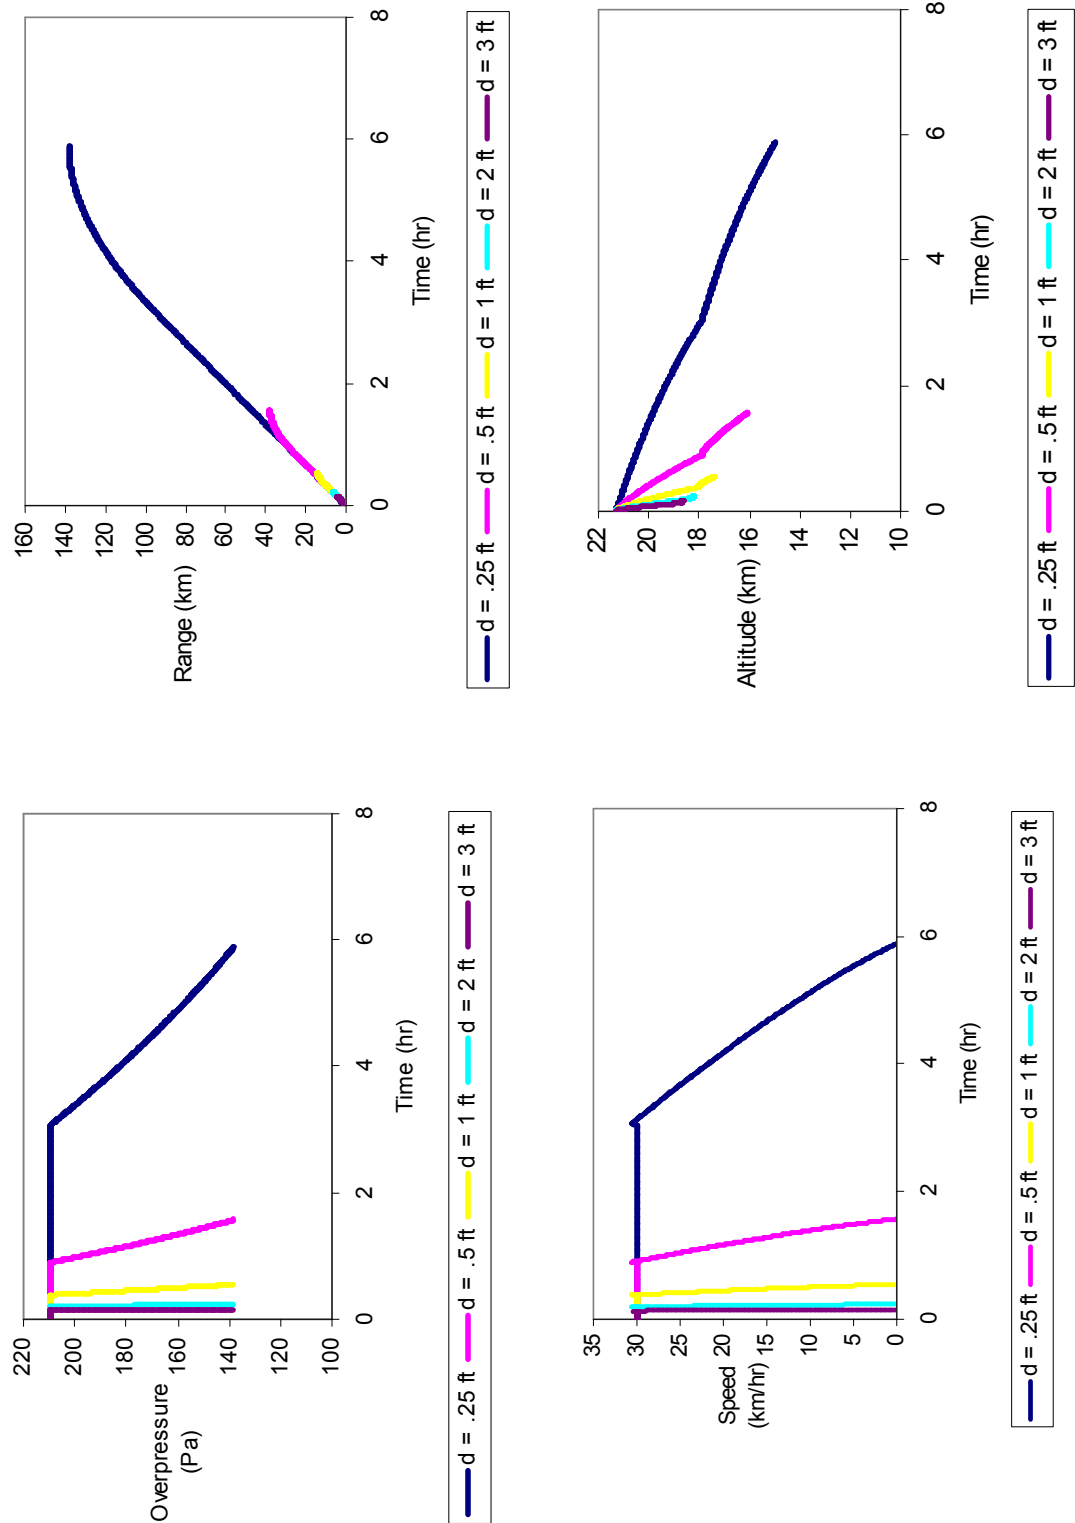 Overpressure
(Pa)
220
200
180
160
140
120
100
0 2 4 6 8
Time (hr)
d = .25 ft d = .5 ft d = 1 ft d = 2 ft d = 3 ft
Range (km)
160
140
120
100
80
60
40
20
0
0 2 4 6 8
Time (hr)
d = .25 ft d = .5 ft d = 1 ft d = 2 ft d = 3 ft
Speed
(km/hr)
35
30
25
20
15
10
5
0
0 2 4 6 8
Time (hr)
d = .25 ft d = .5 ft d = 1 ft d = 2 ft d = 3 ft
Altitude (km)
22
20
18
16
14
12
10
0 2 4 6 8
Time (hr)
d = .25 ft d = .5 ft d = 1 ft d = 2 ft d = 3 ft